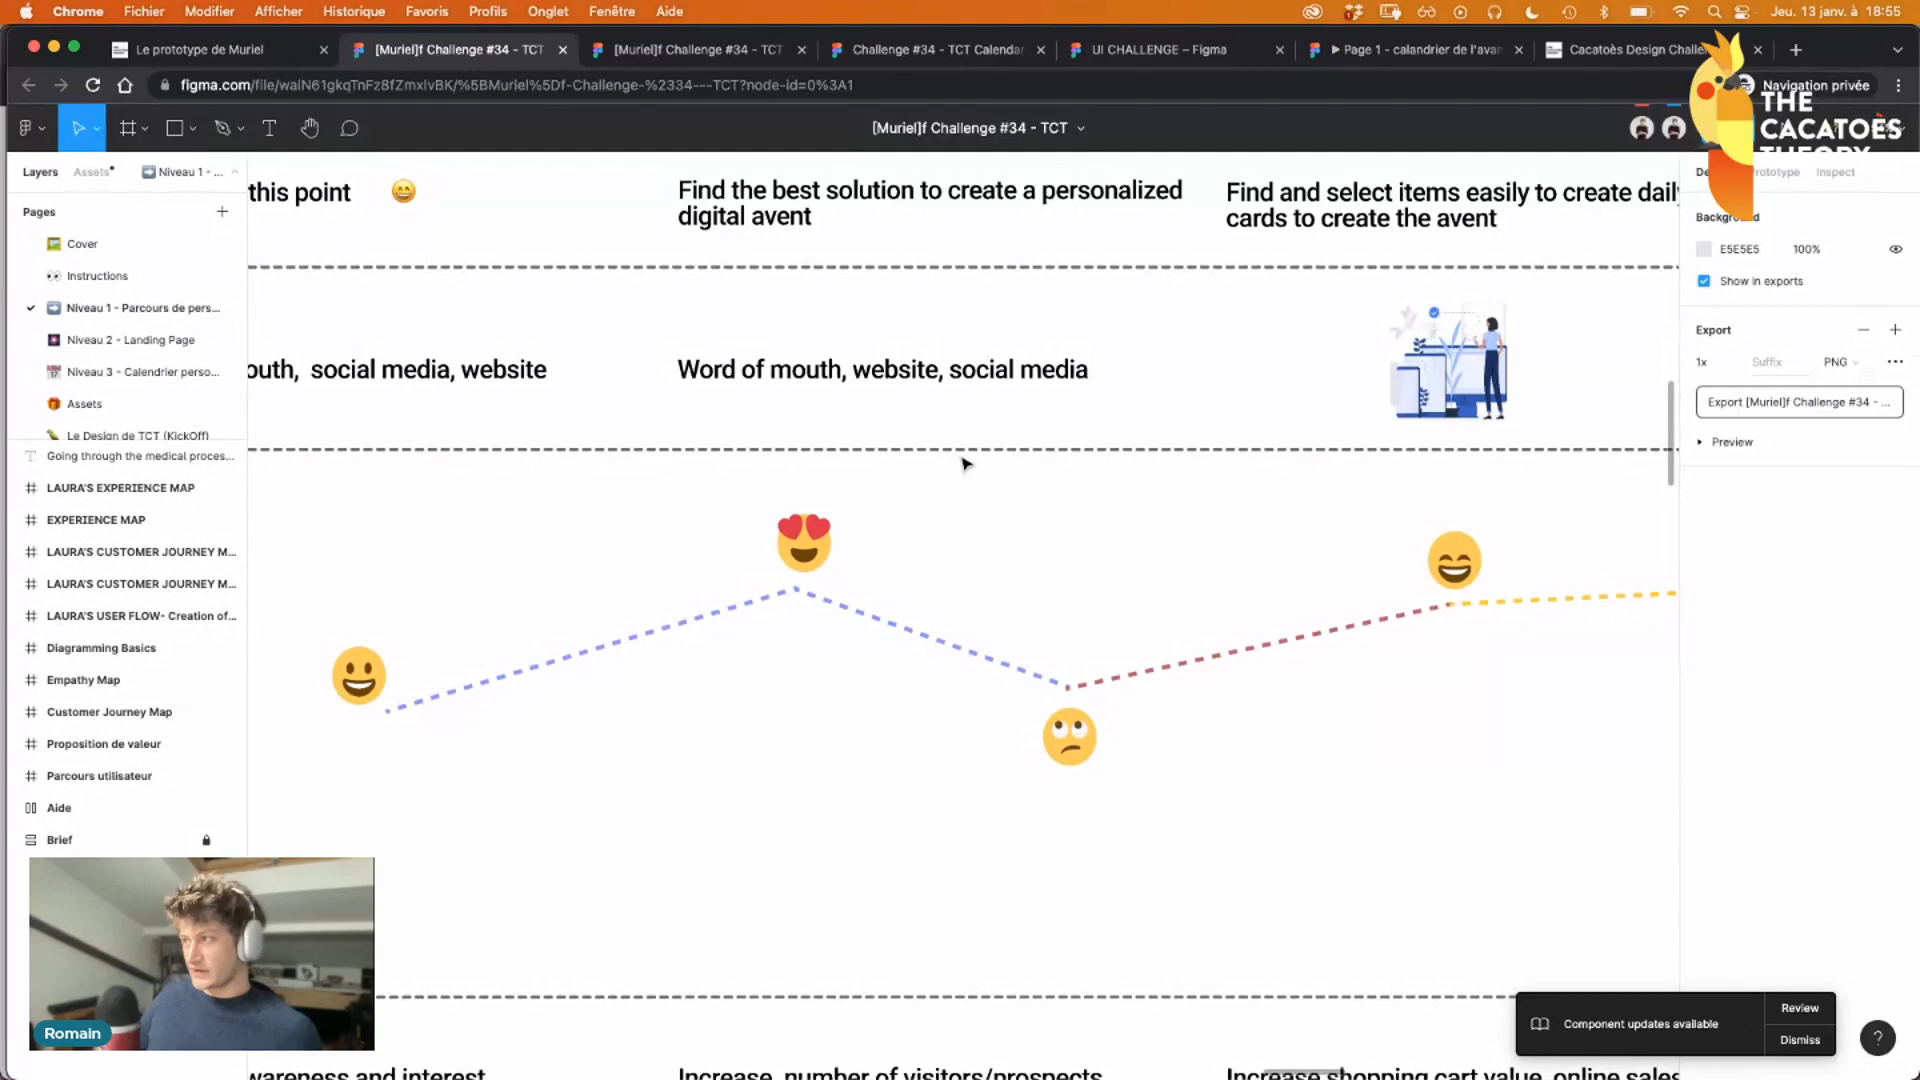 Chrome Fichier Modifier Afficher Historique Favoris Profils Onglet Fenêtre Aide Jeu. 13 janv. à 18:55
Le prototype de Muriel [Muriel]f Challenge #34 - TCT [Muriel]f Challenge #34 - TCT Challenge #34 - TCT Calendar UI CHALLENGE – Figma Page 1 - calandrier de l'avan Cacatoès Design Challe
figma.com/file/waiN61gkqTnFz8fZmxIvBK/%5BMuriel%5Df-Challenge-%2334---TCT?node-id=0%3A1 Navigation privée
THE
CACATOES
THEORY
[Muriel]f Challenge #34 - TCT
Layers Assets Niveau 1 - ...
Prototype Inspect
Pages
Cover
Instructions
Niveau 1 - Parcours de pers...
Niveau 2 - Landing Page
Niveau 3 - Calendrier perso...
Assets
Le Design de TCT (KickOff)
Going through the medical proces...
LAURA'S EXPERIENCE MAP
EXPERIENCE MAP
LAURA'S CUSTOMER JOURNEY M...
LAURA'S CUSTOMER JOURNEY M...
LAURA'S USER FLOW- Creation of...
Diagramming Basics
Empathy Map
Customer Journey Map
Proposition de valeur
Parcours utilisateur
Aide
Brief
Romain
this point
Find the best solution to create a personalized
digital avent
Find and select items easily to create daily
cards to create the avent
outh, social media, website
Word of mouth, website, social media
wareness and interest
Increase number of visitors/prospects
Increase shopping cart value, online sales
Background
E5E5E5 100%
Show in exports
Export
1x Suffix PNG
Export [Muriel]f Challenge #34 - ...
Preview
Component updates available
Review
Dismiss
?